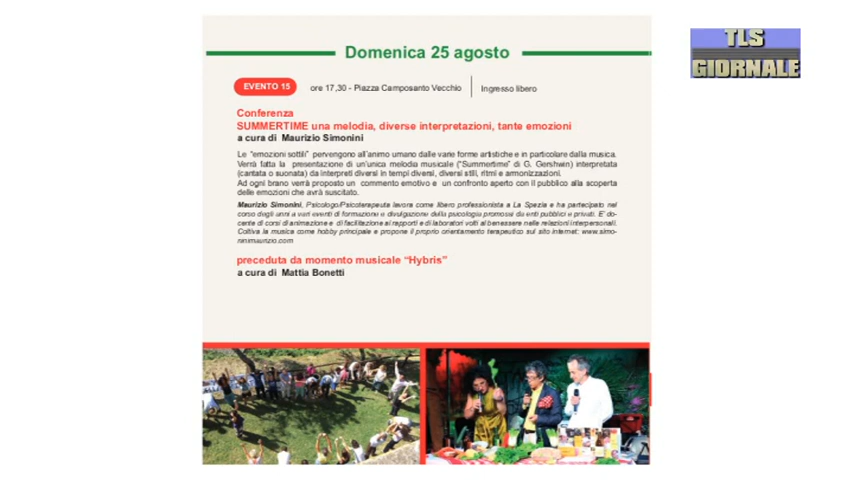 TLS
GIORNALE
Domenica 25 agosto
EVENTO 15 ore 17,30 - Piazza Camposanto Vecchio Ingresso libero
Conferenza
SUMMERTIME una melodia, diverse interpretazioni, tante emozioni
a cura di Maurizio Simonini
Le "emozioni sottili" pervengono all'animo umano dalle varie forme artistiche e in particolare dalla musica.
Verrà fatta la presentazione di un'unica melodia musicale ("Summertime" di G. Gershwin) interpretata
(cantata o suonata) da interpreti diversi in tempi diversi, diversi stili, ritmi e armonizzazioni.
Ad ogni brano verrà proposto un commento emotivo e un confronto aperto con il pubblico alla scoperta
delle emozioni che avrà suscitato.
Maurizio Simonini, Psicologo/Psicoterapeuta lavora come libero professionista a La Spezia e ha partecipato nel
corso degli anni a vari eventi di formazione e divulgazione della psicologia promossi da enti pubblici e privati. E' do-
cente di corsi di animazione e di facilitazione ai rapporti e di laboratori volti al benessere nelle relazioni interpersonali.
Coltiva la musica come hobby principale e propone il proprio orientamento terapeutico sul sito internet: www.simo-
ninimaurizio.com
preceduta da momento musicale "Hybris"
a cura di Mattia Bonetti